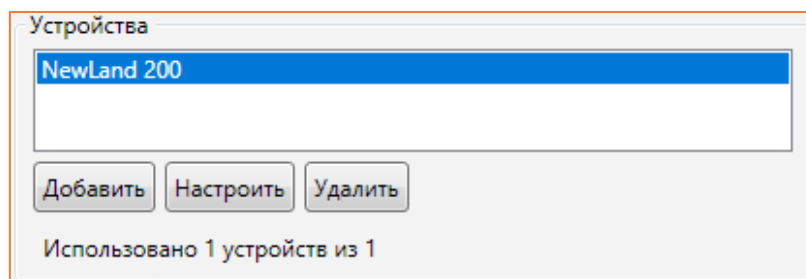 Устройства
NewLand 200
Добавить Настроить Удалить
Использовано 1 устройств из 1